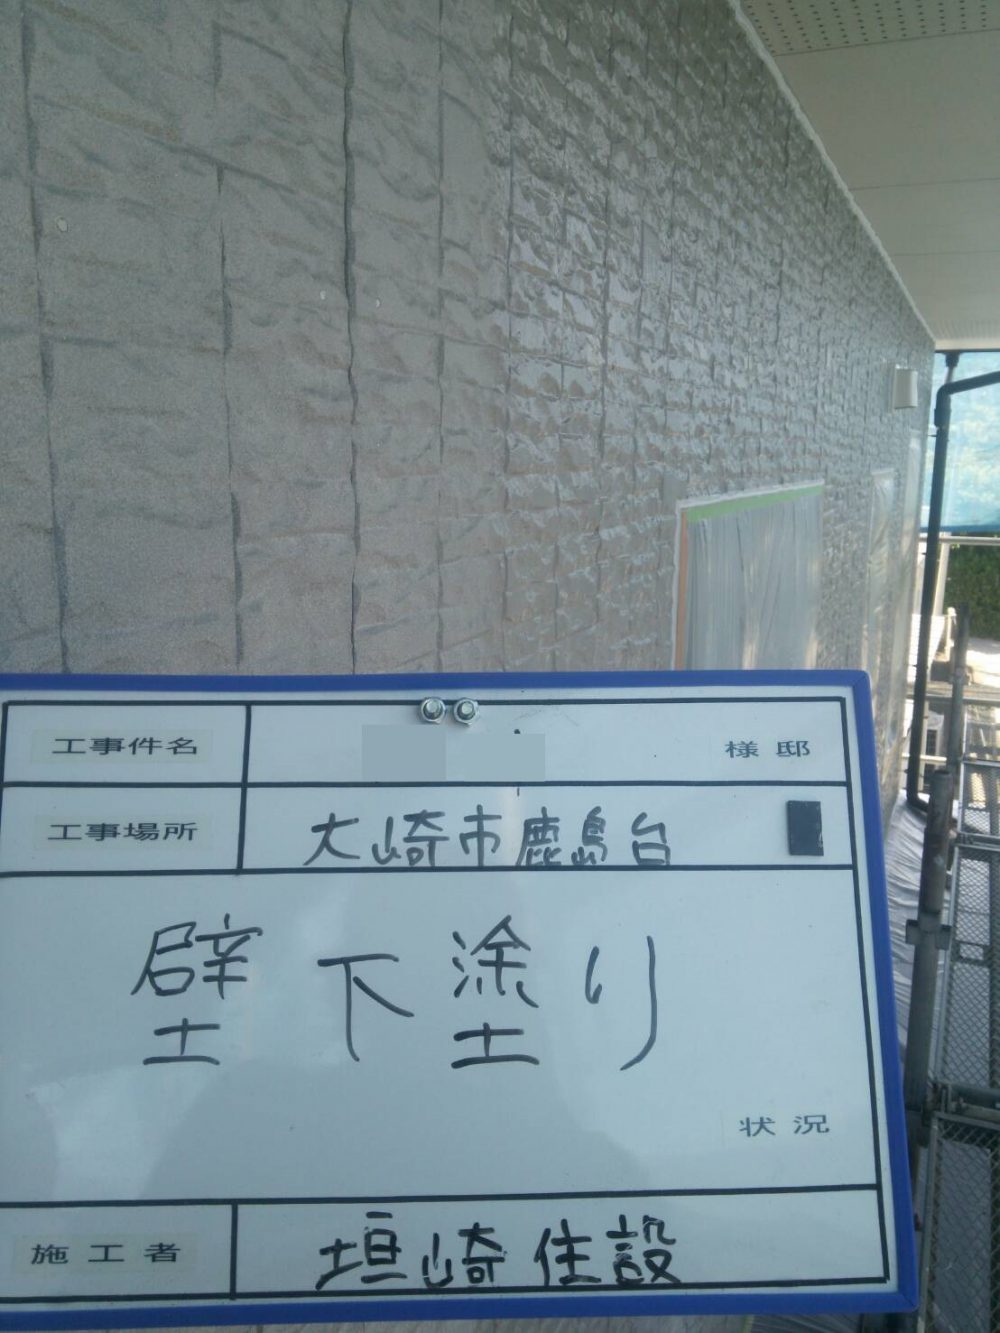 工事件名 様邸
工事場所 大崎市鹿島台
壁下塗り
状況
施工者 垣崎住設